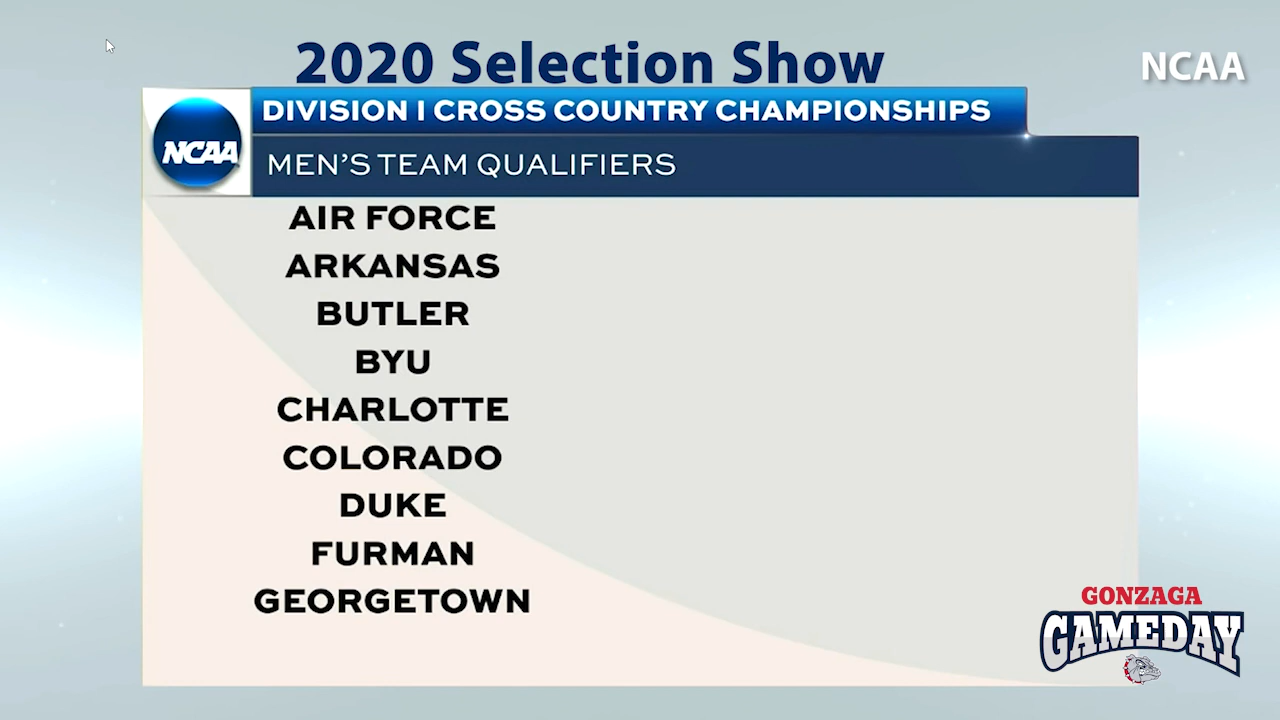 2020 Selection Show
NCAA
DIVISION I CROSS COUNTRY CHAMPIONSHIPS
NCAA
MEN'S TEAM QUALIFIERS
AIR FORCE
ARKANSAS
BUTLER
BYU
CHARLOTTE
COLORADO
DUKE
FURMAN
GEORGETOWN
GONZAGA
GAMEDAY